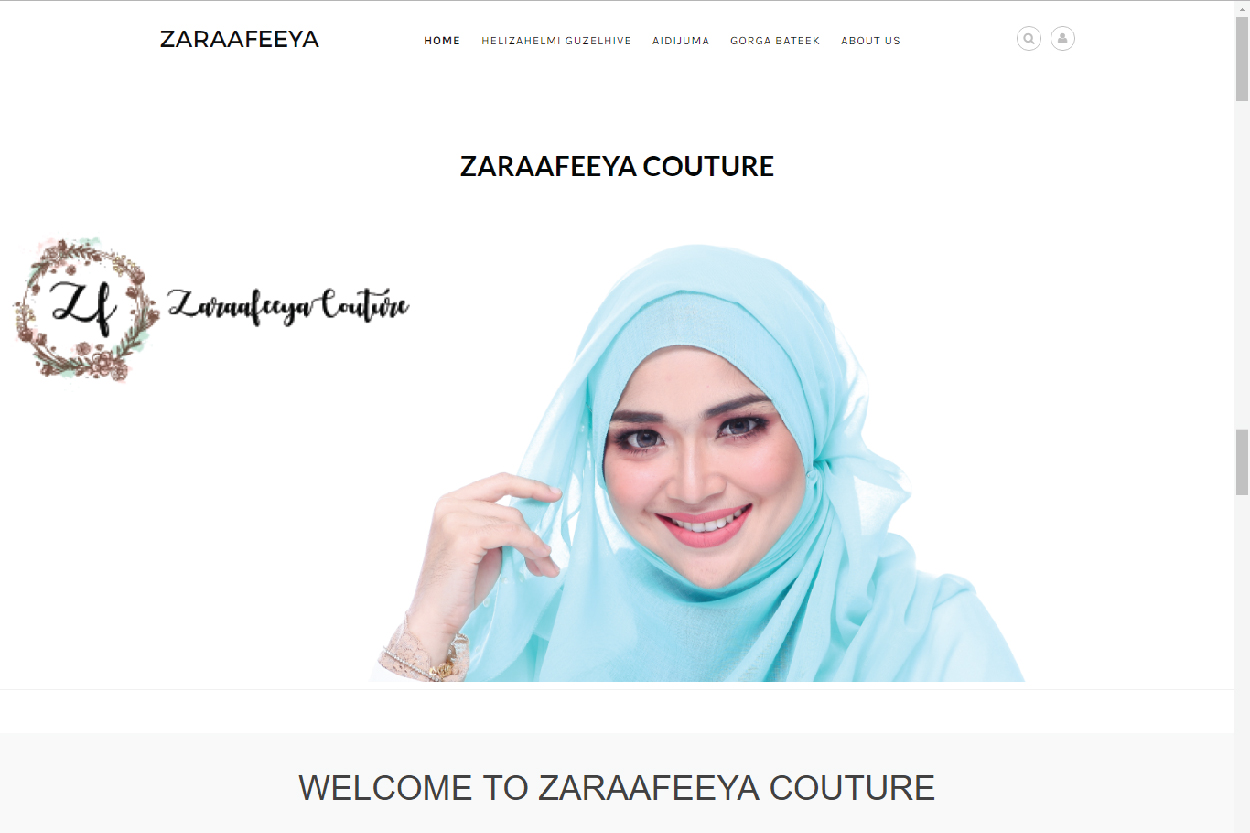 ZARAAFEEYA
HOME HELIZAHELMI GUZELHIVE AIDIJUMA GORGA BATEEK ABOUT US
ZARAAFEEYA COUTURE
Zf Zaraafeeya Couture
WELCOME TO ZARAAFEEYA COUTURE